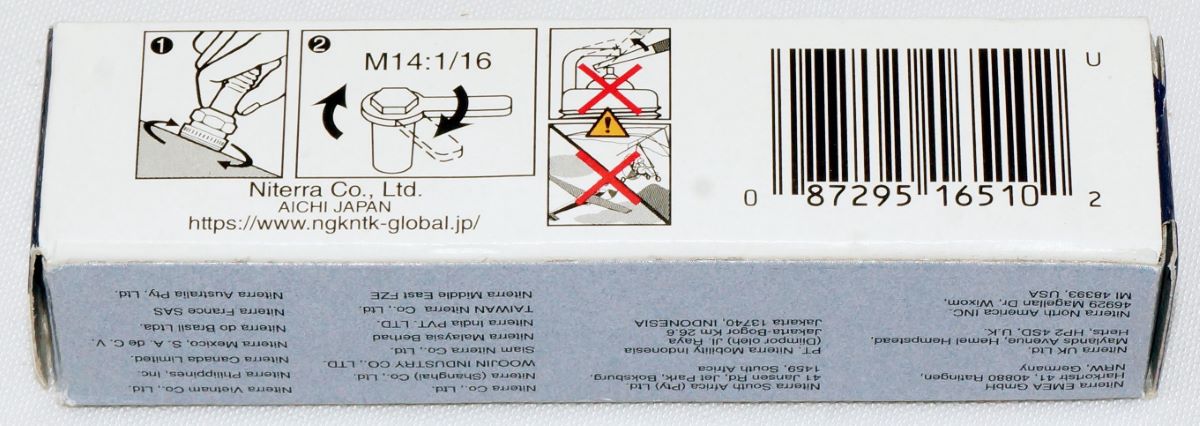 1
2
M14:1/16
Niterra Co., Ltd.
AICHI JAPAN
https://www.ngkntk-global.jp/
!
U
0 87295 16510 2
Niterra EMEA GmbH
Harkortstr 41, 40880 Ratingen.
NRW, Germany
Niterra UK Ltd.
Maylands Avenue, Hemel Hempstead,
Herts, HP2 4SD, U.K.
Niterra North America INC.
46929 Magellan Dr. Wixom.
MI 48393, USA
Niterra South Africa (Pty) Ltd
41 Jansen Rd, Jet Park, Boksburg.
1459, South Africa
PT. Niterra Mobility Indonesia
(Diimpor oleh) Jl. Raya
Jakarta-Bogor Km 26.6
Jakarta 13740, INDONESIA
Niterra Co., Ltd
Niterra (Shanghai) Co., Ltd.
WOOJIN INDUSTRY CO., LTD
Siam Niterra Co., Ltd.
Niterra Malaysia Berhad
Niterra India PVT. LTD.
TAIWAN Niterra Co., Ltd.
Niterra Middle East FZE
Niterra Vietnam Co., Ltd
Niterra Philippines, Inc.
Niterra Canada Limited.
Niterra Mexico, S. A. de C. V.
Niterra do Brasil Ltda.
Niterra France SAS
Niterra Australia Pty. Ltd.